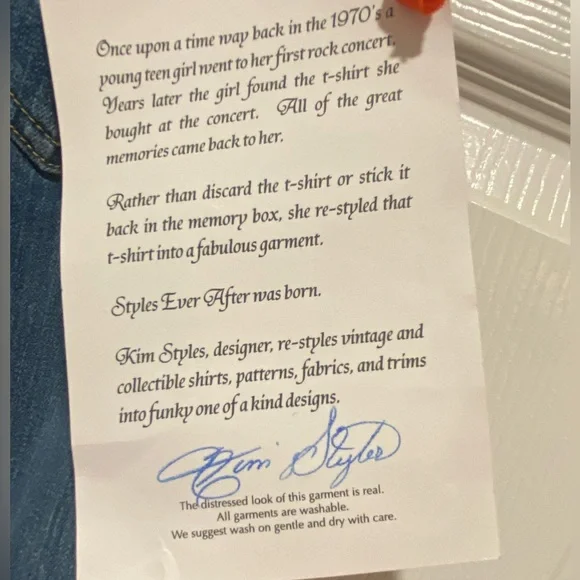 Once upon a time way back in the 1970's a
young teen girl went to her first rock concert.
Years later the girl found the t-shirt she
bought at the concert. All of the great
memories came back to her.
Rather than discard the t-shirt or stick it
back in the memory box, she re-styled that
t-shirt into a fabulous garment.
Styles Ever After was born.
Kim Styles, designer, re-styles vintage and
collectible shirts, patterns, fabrics, and trims
into funky one of a kind designs.
Kim Styles
The distressed look of this garment is real.
All garments are washable.
We suggest wash on gentle and dry with care.